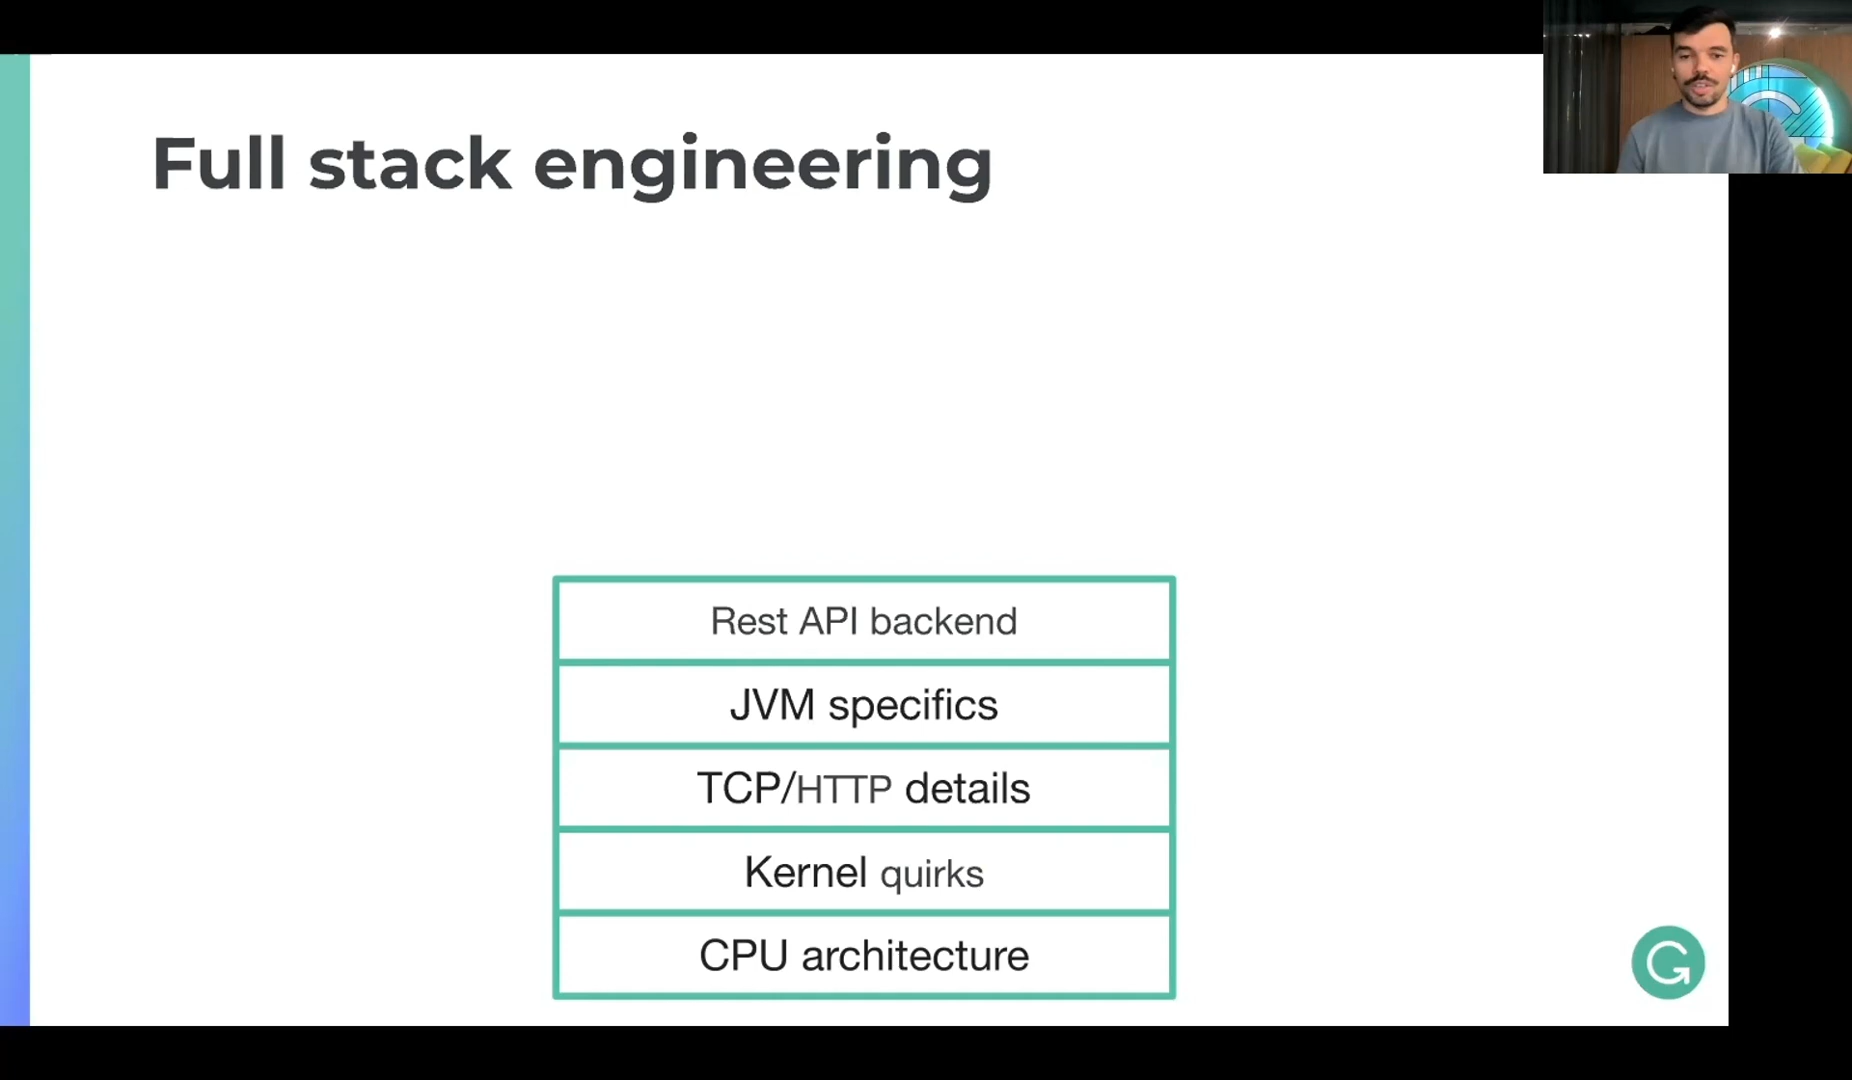 Full stack engineering
Rest API backend
JVM specifics
TCP/HTTP details
Kernel quirks
CPU architecture